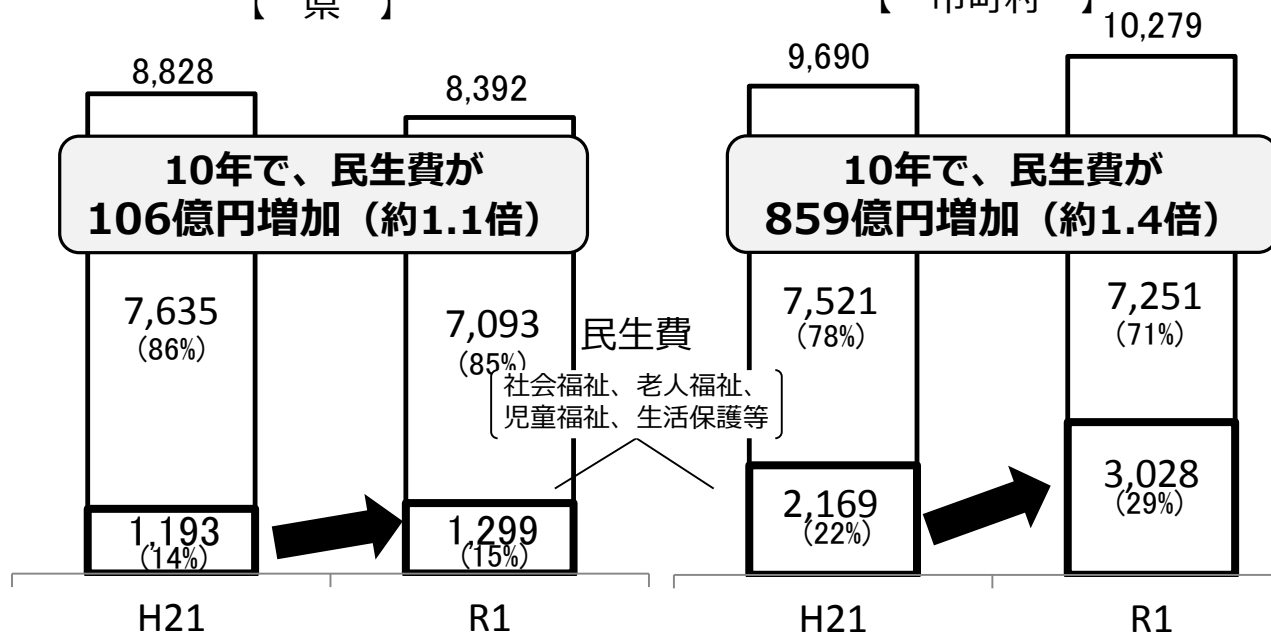 【 県 】
8,828
8,392
10年で、民生費が
106億円増加（約1.1倍）
7,635
（86%）
7,093
（85%）
1,193
（14%）
1,299
（15%）
H21
R1
民生費
社会福祉、老人福祉、
児童福祉、生活保護等
【 市町村 】
9,690
10,279
10年で、民生費が
859億円増加（約1.4倍）
7,521
（78%）
7,251
（71%）
2,169
（22%）
3,028
（29%）
H21
R1